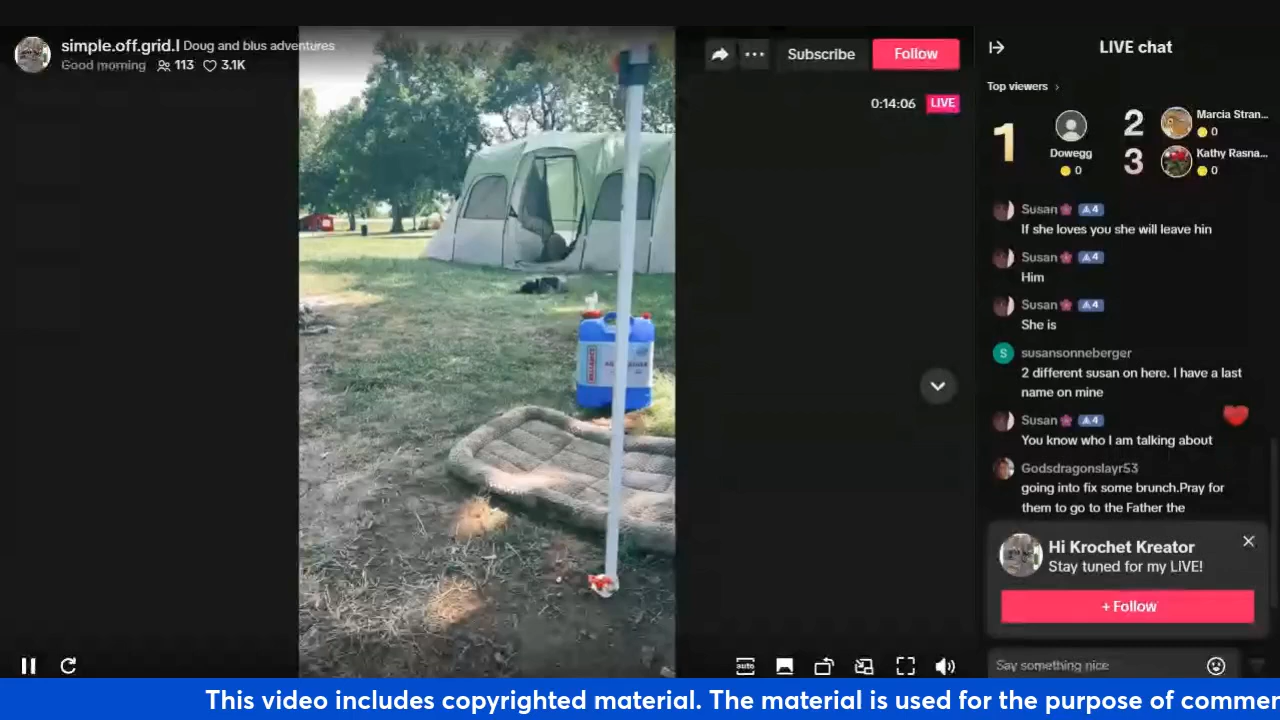 simple.off.grid.l Doug and blus adventures
Good morning 113 3.1K
Subscribe
Follow
0:14:06 LIVE
RELIANCE
LIVE chat
Top viewers
1
Dowegg
0
2
Marcia Stran...
0
3
Kathy Rasna...
0
Susan 4
If she loves you she will leave hin
Susan 4
Him
Susan 4
She is
S
susansonneberger
2 different susan on here. I have a last
name on mine
Susan 4
You know who I am talking about
Godsdragonslayr53
going into fix some brunch.Pray for
them to go to the Father the
Hi Krochet Kreator
Stay tuned for my LIVE!
+ Follow
auto
Say something nice
This video includes copyrighted material. The material is used for the purpose of commer